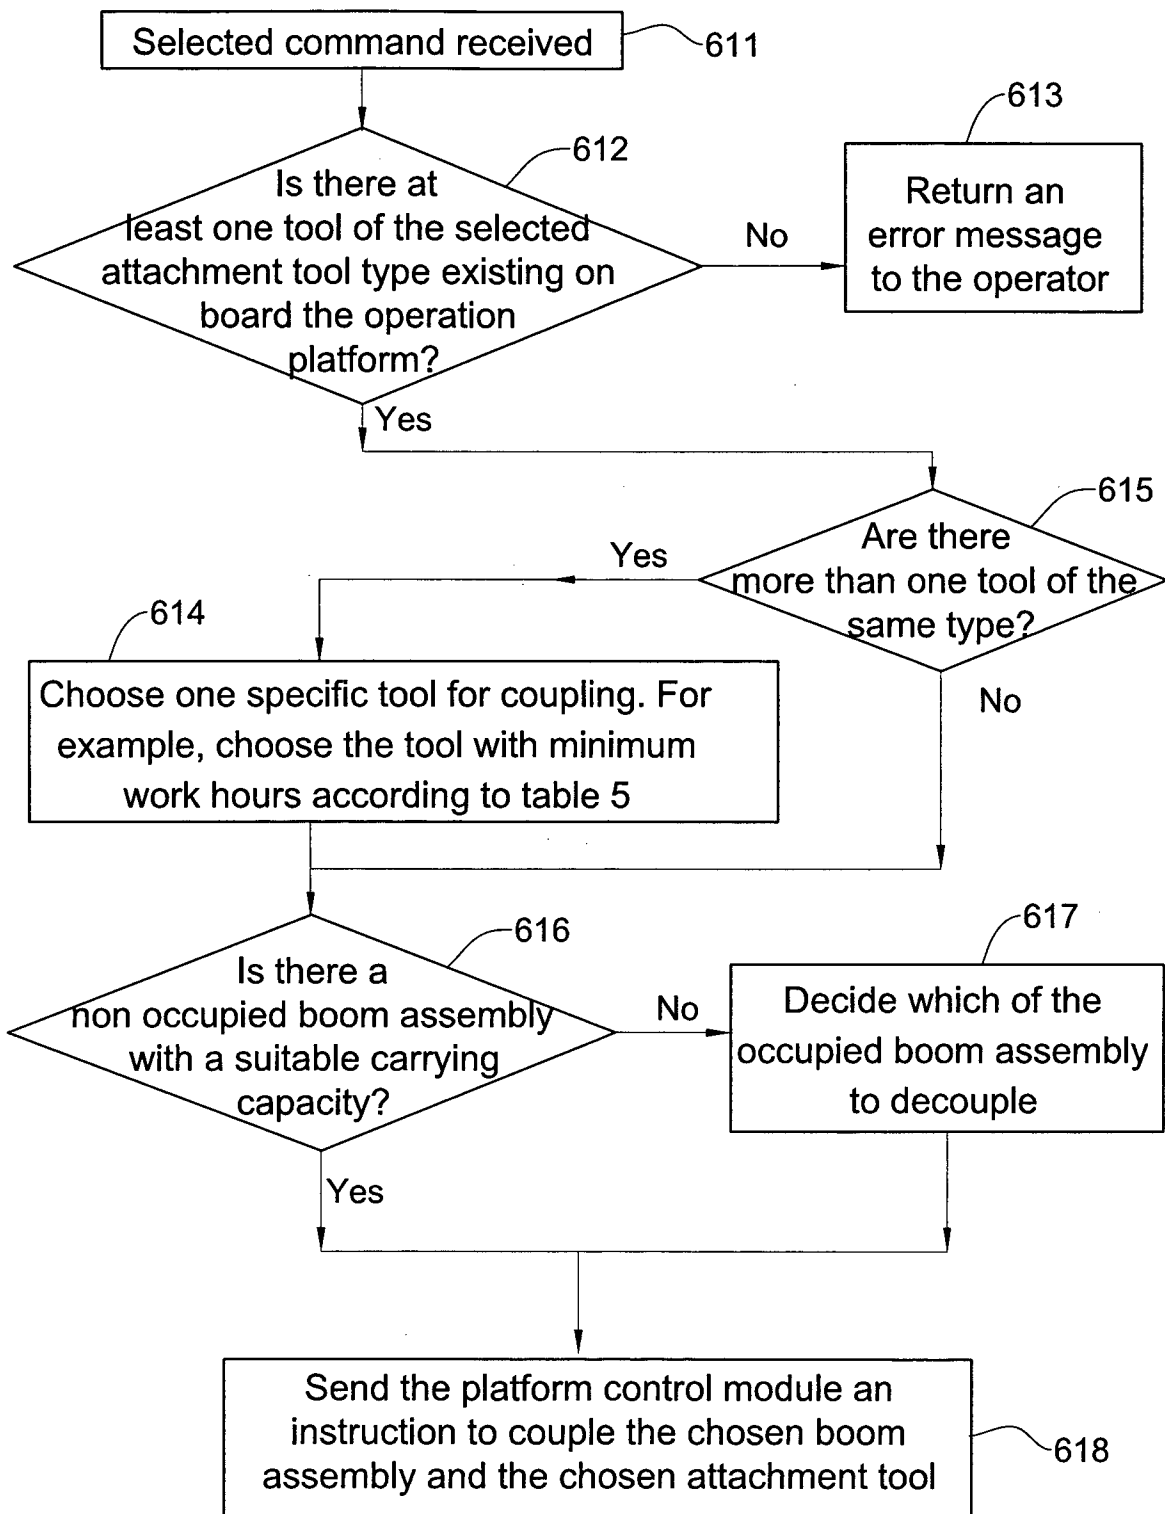 Selected command received
611
612
Is there at
least one tool of the selected
attachment tool type existing on
board the operation
platform?
No
613
Return an
error message
to the operator
Yes
615
Are there
more than one tool of the
same type?
Yes
No
614
Choose one specific tool for coupling. For
example, choose the tool with minimum
work hours according to table 5
616
Is there a
non occupied boom assembly
with a suitable carrying
capacity?
No
617
Decide which of the
occupied boom assembly
to decouple
Yes
Send the platform control module an
instruction to couple the chosen boom
assembly and the chosen attachment tool
618